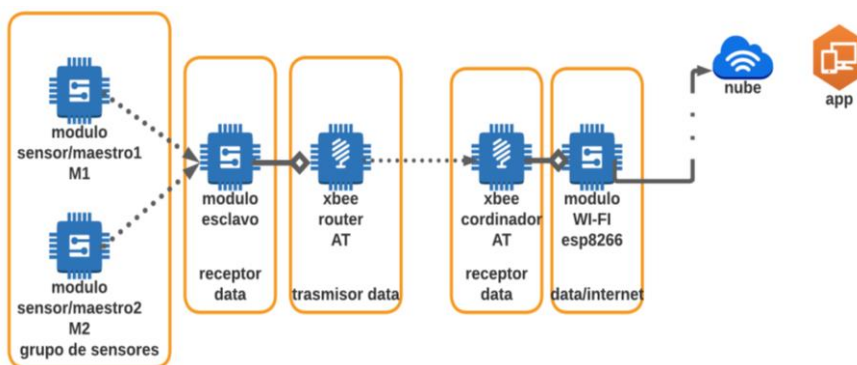 modulo
sensor/maestro1
M1
modulo
sensor/maestro2
M2
grupo de sensores
modulo
esclavo
receptor
data
xbee
router
AT
trasmisor data
xbee
cordinador
AT
receptor
data
modulo
WI-FI
esp8266
data/internet
nube
app